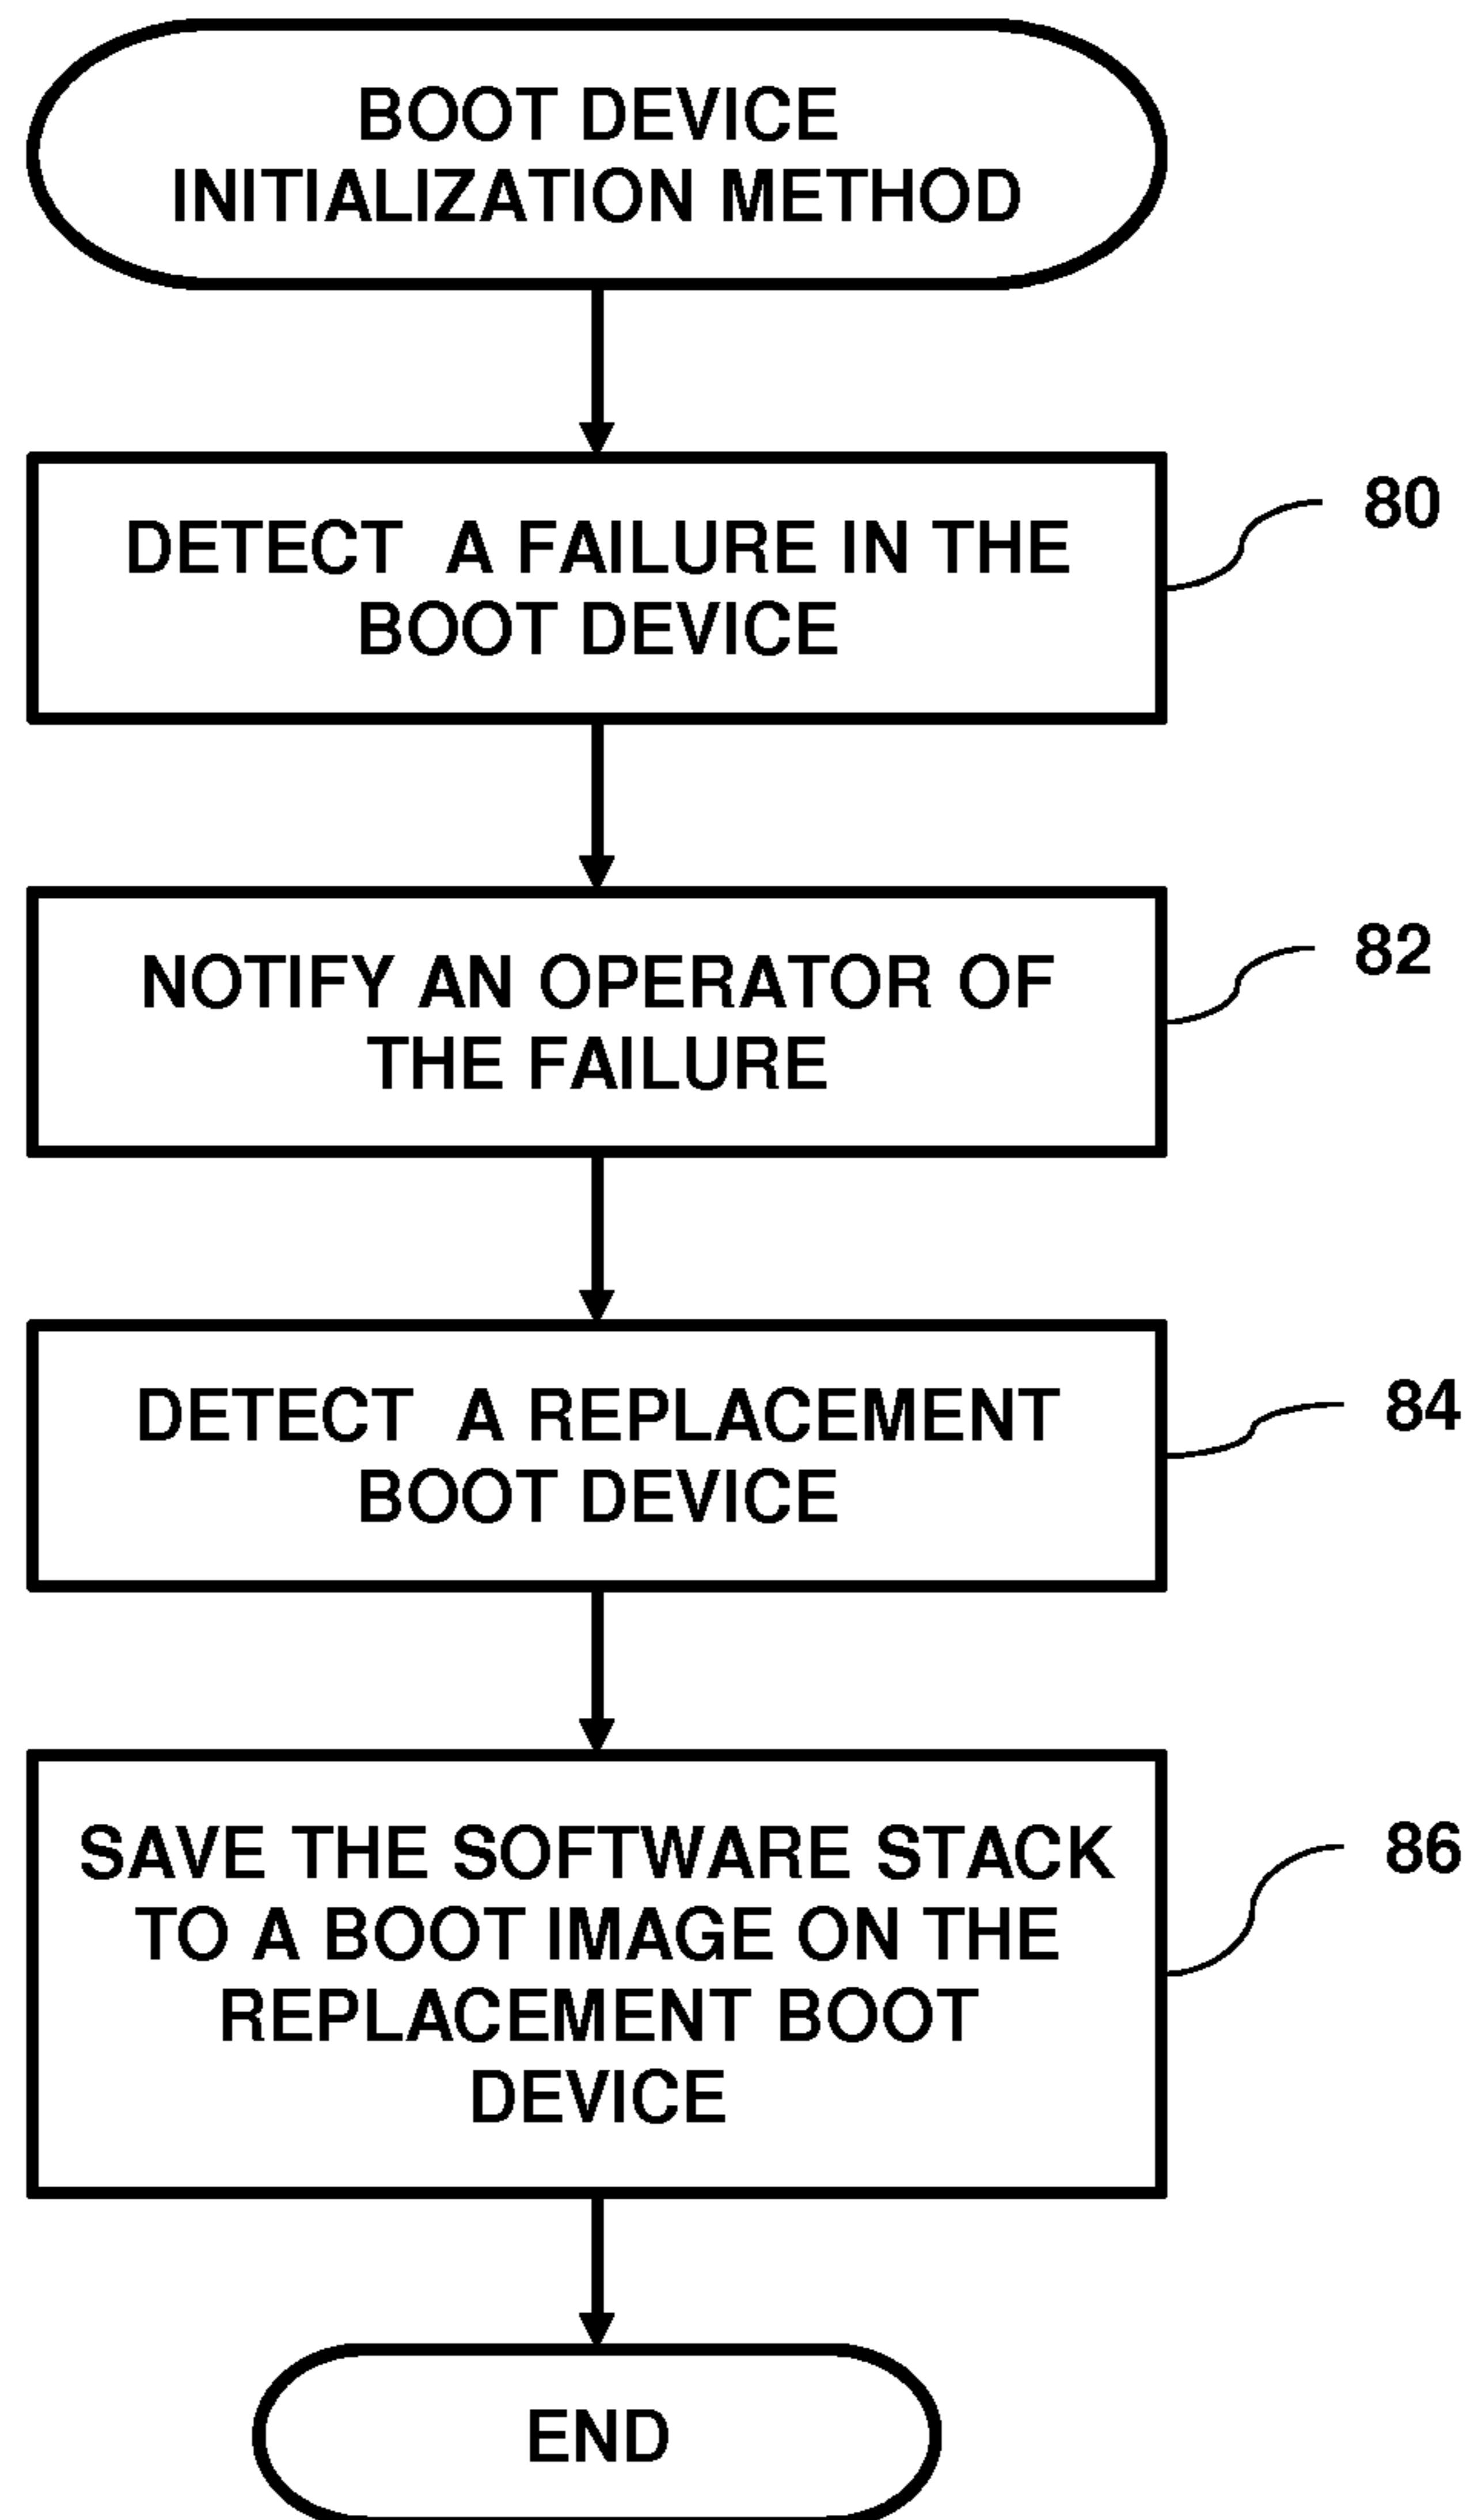 BOOT DEVICE
INITIALIZATION METHOD
DETECT A FAILURE IN THE
BOOT DEVICE
80
NOTIFY AN OPERATOR OF
THE FAILURE
82
DETECT A REPLACEMENT
BOOT DEVICE
84
SAVE THE SOFTWARE STACK
TO A BOOT IMAGE ON THE
REPLACEMENT BOOT
DEVICE
86
END